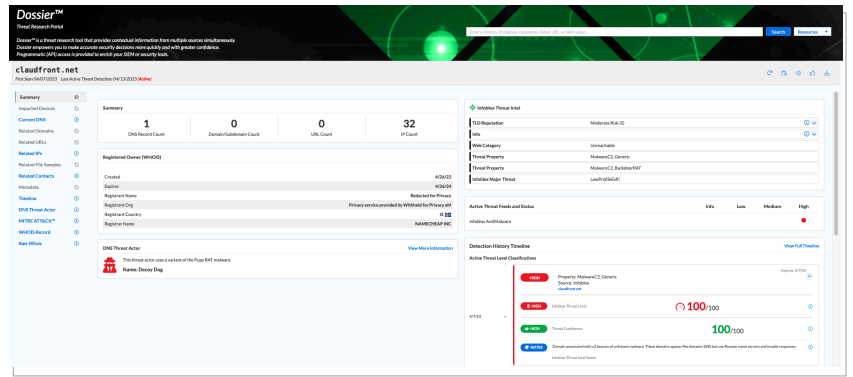 Dossier™
Threat Research Portal
Dossier™ is a threat research tool that provides contextual information from multiple sources simultaneously.
Dossier empowers you to make accurate security decisions more quickly and with greater confidence.
Programmatic (API) access is provided to enrich your SIEM or security tools.
Search
Resources
claudfront.net
First Seen 04/07/2023 Last Active Threat Detection: 04/13/2023 (Active)
Summary
Impacted Devices
Current DNS
Related Domains
Related URLs
Related IPs
Related File Samples
Related Contacts
Metadata
Timeline
DNS Threat Actor
MITRE ATT&CK™
WHOIS Record
Raw Whois
Summary
1
DNS Record Count
0
Domain/Subdomain Count
0
URL Count
32
IP Count
Registered Owner (WHOIS)
Created 4/26/22
Expires 4/26/24
Registrant Name Redacted for Privacy
Registrant Org Privacy service provided by Withheld for Privacy ehf
Registrant Country IS
Registrar Name NAMECHEAP INC
DNS Threat Actor View More Information
This threat actor uses a variant of the Pupy RAT malware.
Name: Decoy Dog
Infoblox Threat Intel
TLD Reputation Moderate Risk (5)
Info
Web Category Unreachable
Threat Property MalwareC2_Generic
Threat Property MalwareC2_BackdoorRAT
Infoblox Major Threat LowProfileExfil
Active Threat Feeds and Status Info Low Medium High
Infoblox AntiMalware
Detection History Timeline View Full Timeline
Active Threat Level Classifications
4/7/23
HIGH
Property: MalwareC2_Generic
Source: Infoblox
claudfront.net
HIGH Infoblox Threat Level 100/100
HIGH Threat Confidence 100/100
NOTES Domain associated with c2 beacon of unknown malware. These domains appear like dynamic DNS but use Russian name servers and invalid responses.
Infoblox Threat Intel Notes